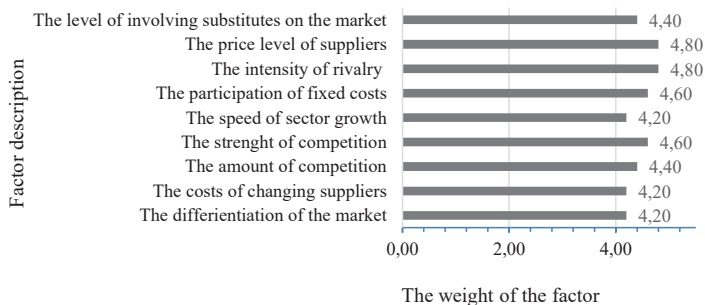 The level of involving substitutes on the market 4,40
The price level of suppliers 4,80
The intensity of rivalry 4,80
The participation of fixed costs 4,60
Factor description
The speed of sector growth 4,20
The strenght of competition 4,60
The amount of competition 4,40
The costs of changing suppliers 4,20
The differientiation of the market 4,20
0,00 2,00 4,00
The weight of the factor